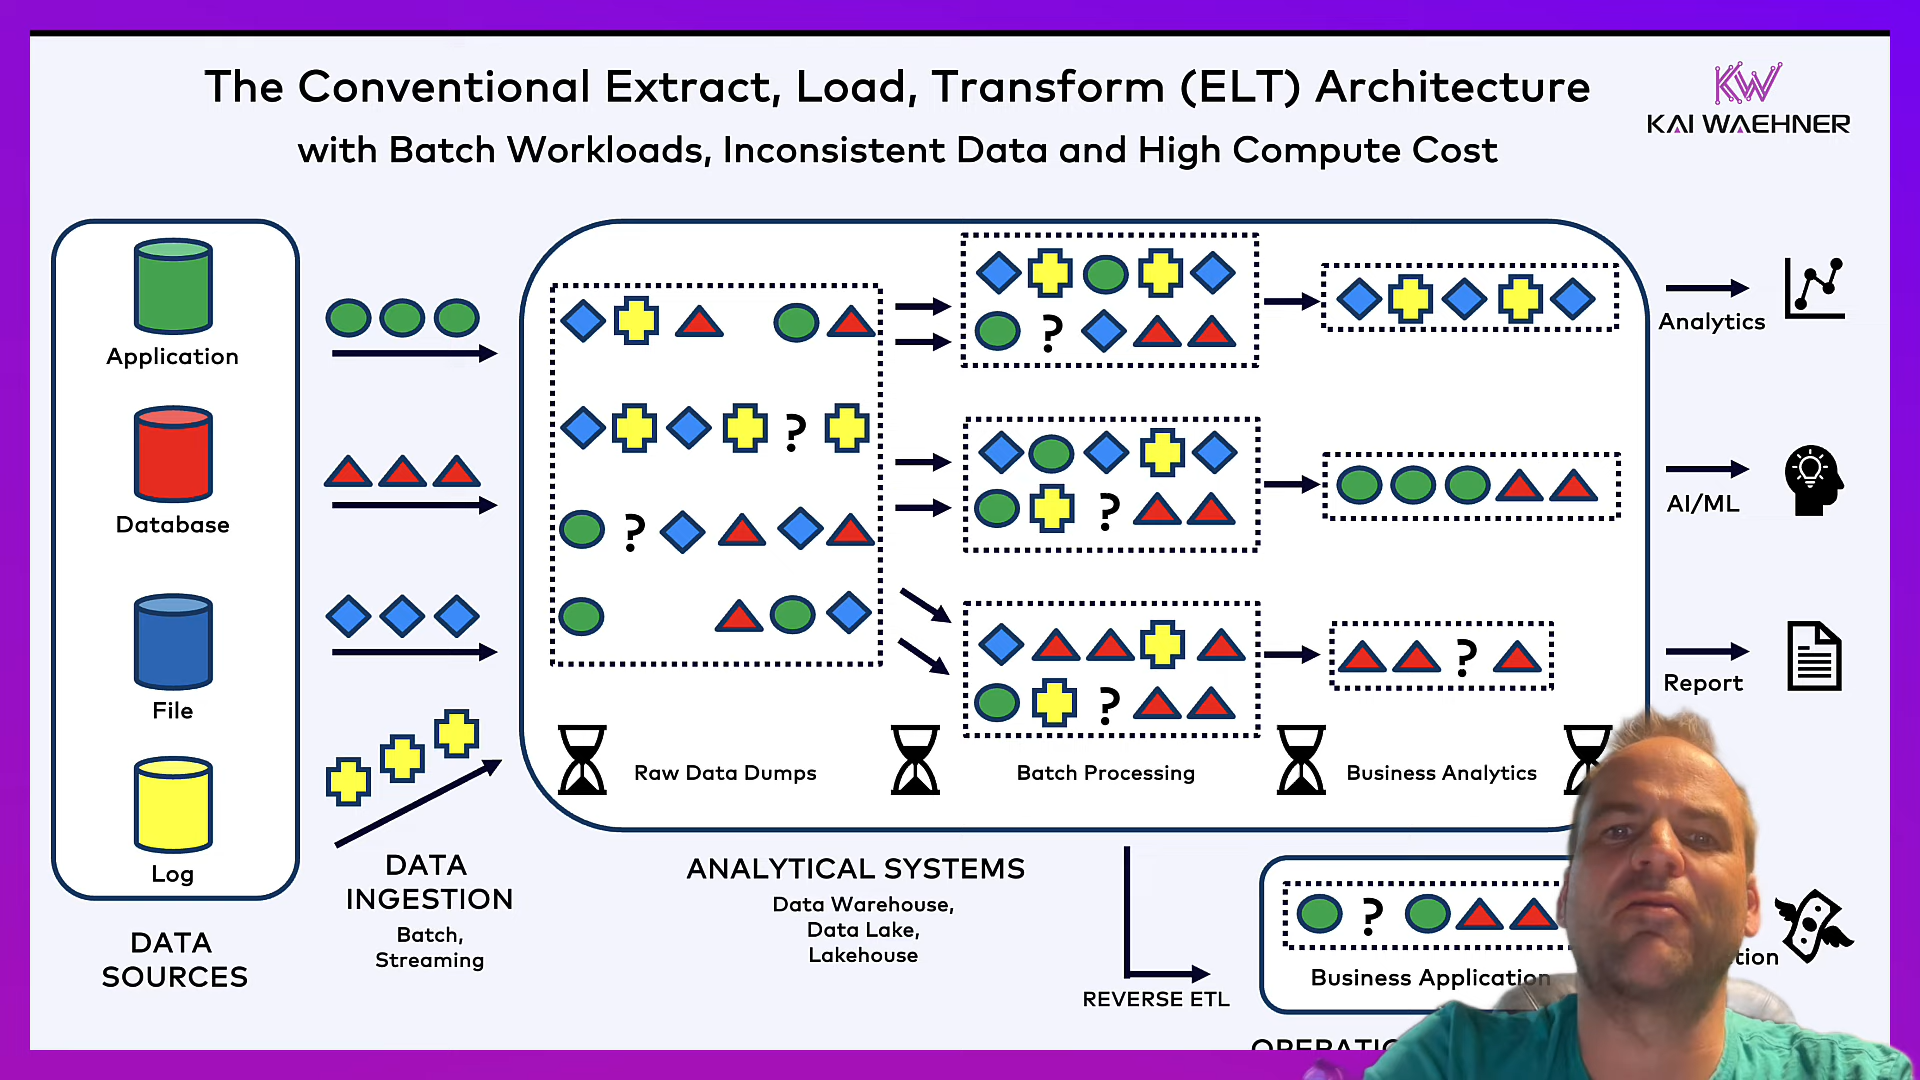 The Conventional Extract, Load, Transform (ELT) Architecture
with Batch Workloads, Inconsistent Data and High Compute Cost
KW
KAI WAEHNER
Application
Database
File
Log
DATA
SOURCES
DATA
INGESTION
Batch,
Streaming
?
?
?
?
?
?
Raw Data Dumps
Batch Processing
Business Analytics
Analytics
AI/ML
Report
ANALYTICAL SYSTEMS
Data Warehouse,
Data Lake,
Lakehouse
REVERSE ETL
?
Business Application